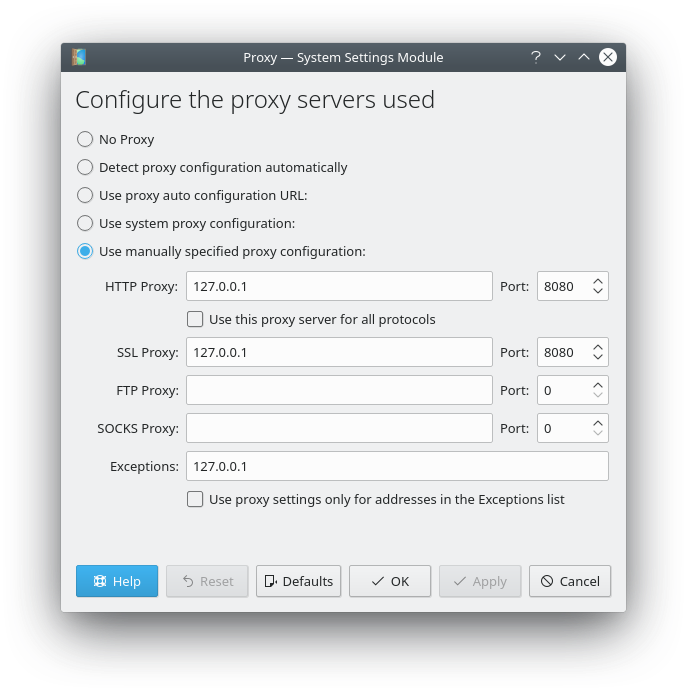 Proxy — System Settings Module
Configure the proxy servers used
No Proxy
Detect proxy configuration automatically
Use proxy auto configuration URL:
Use system proxy configuration:
Use manually specified proxy configuration:
HTTP Proxy: 127.0.0.1 Port: 8080
Use this proxy server for all protocols
SSL Proxy: 127.0.0.1 Port: 8080
FTP Proxy: Port: 0
SOCKS Proxy: Port: 0
Exceptions: 127.0.0.1
Use proxy settings only for addresses in the Exceptions list
Help Reset Defaults OK Apply Cancel